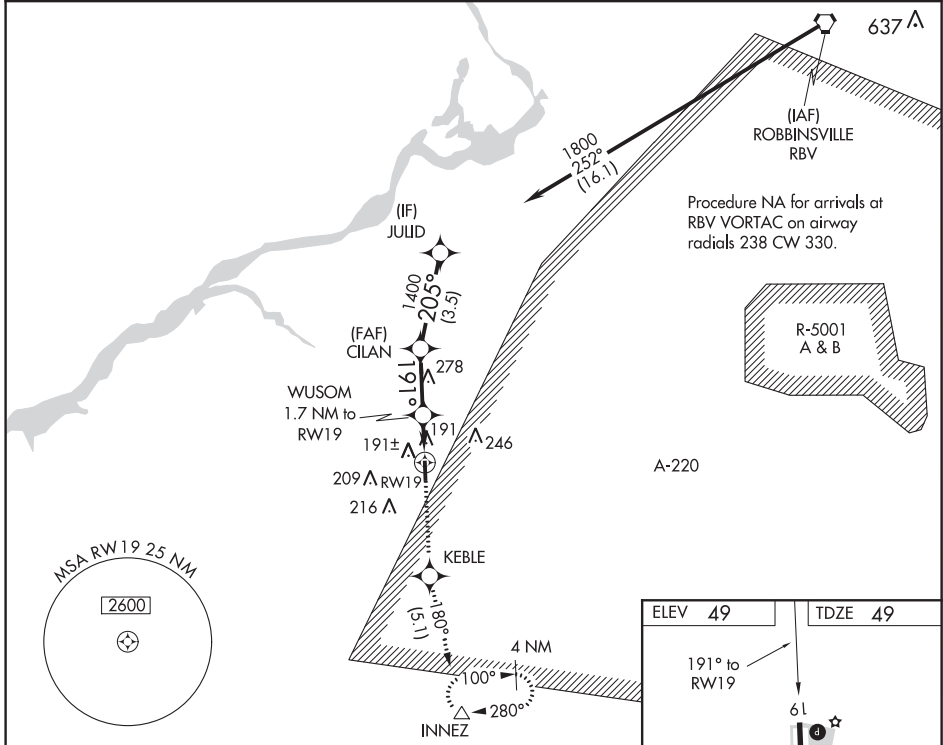 637
(IAF)
ROBBINSVILLE
RBV
1800
252°
(16.1)
Procedure NA for arrivals at
RBV VORTAC on airway
radials 238 CW 330.
(IF)
JULID
1400
205°
(3.5)
R-5001
A & B
(FAF)
CILAN
278
191°
WUSOM
1.7 NM to
RW19
191
191±
246
209
RW19
216
A-220
KEBLE
MSA RW19 25 NM
2600
180°
(5.1)
4 NM
100°
280°
INNEZ
ELEV 49
TDZE 49
191° to
RW19
19
P